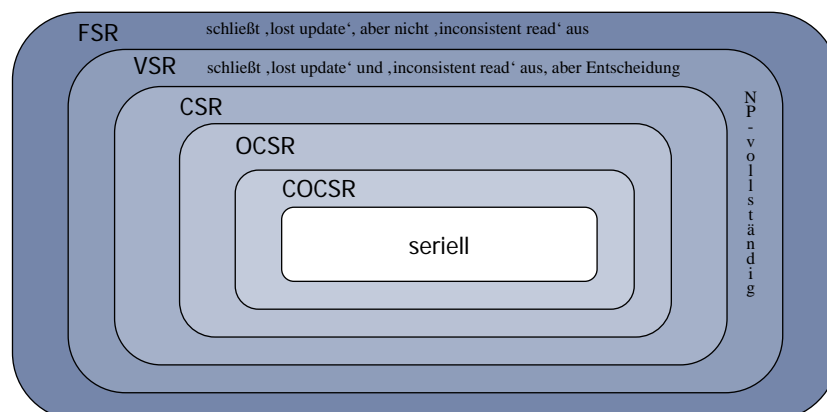 FSR schließt ‚lost update‘, aber nicht ‚inconsistent read‘ aus
VSR schließt ‚lost update‘ und ‚inconsistent read‘ aus, aber Entscheidung
NP-vollständig
CSR
OCSR
COCSR
seriell